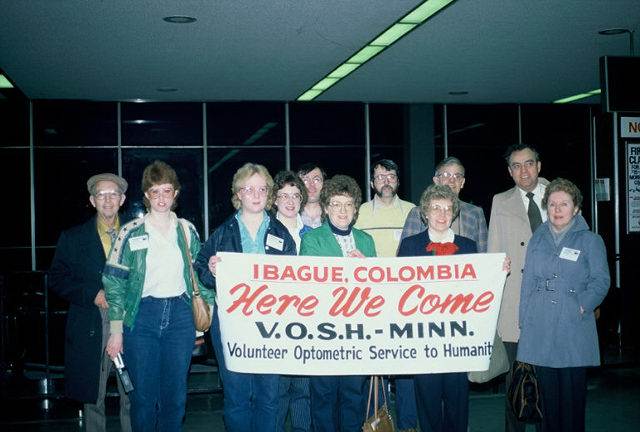 IBAGUE, COLOMBIA
Here We Come
V.O.S.H.-MINN.
Volunteer Optometric Service to Humanit